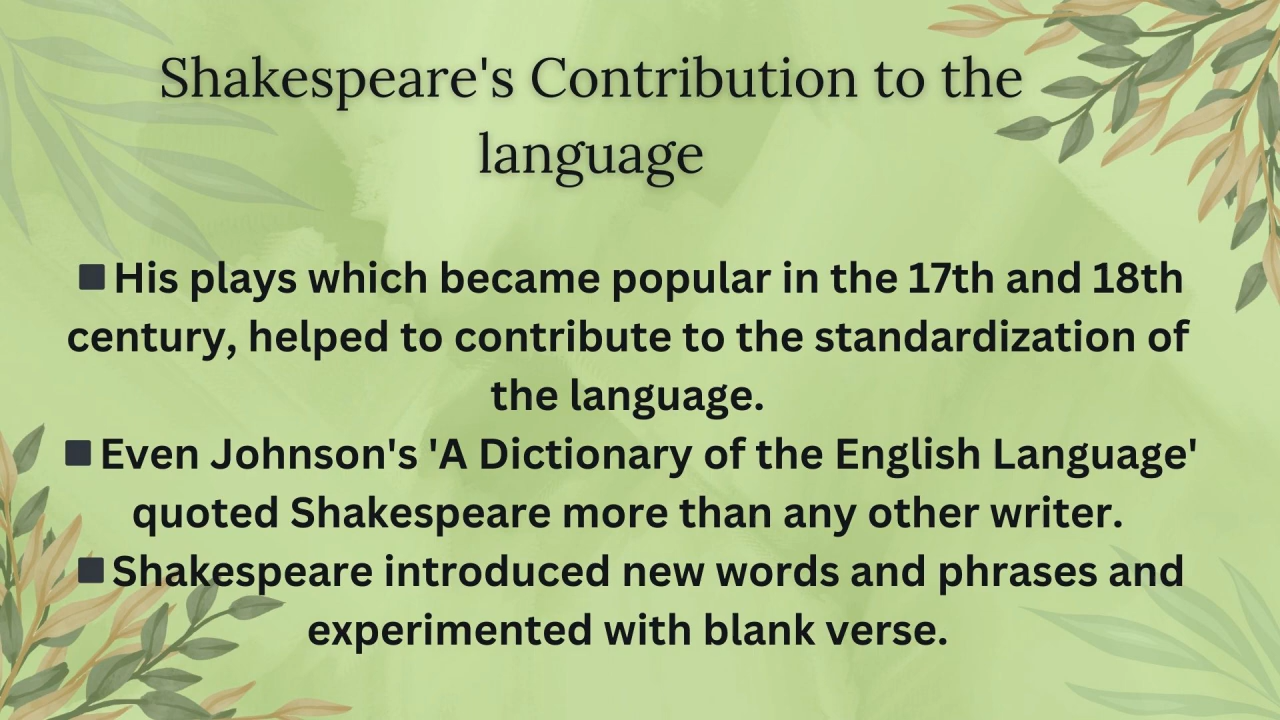 Shakespeare's Contribution to the
language
◼His plays which became popular in the 17th and 18th
century, helped to contribute to the standardization of
the language.
◼Even Johnson's 'A Dictionary of the English Language'
quoted Shakespeare more than any other writer.
◼Shakespeare introduced new words and phrases and
experimented with blank verse.